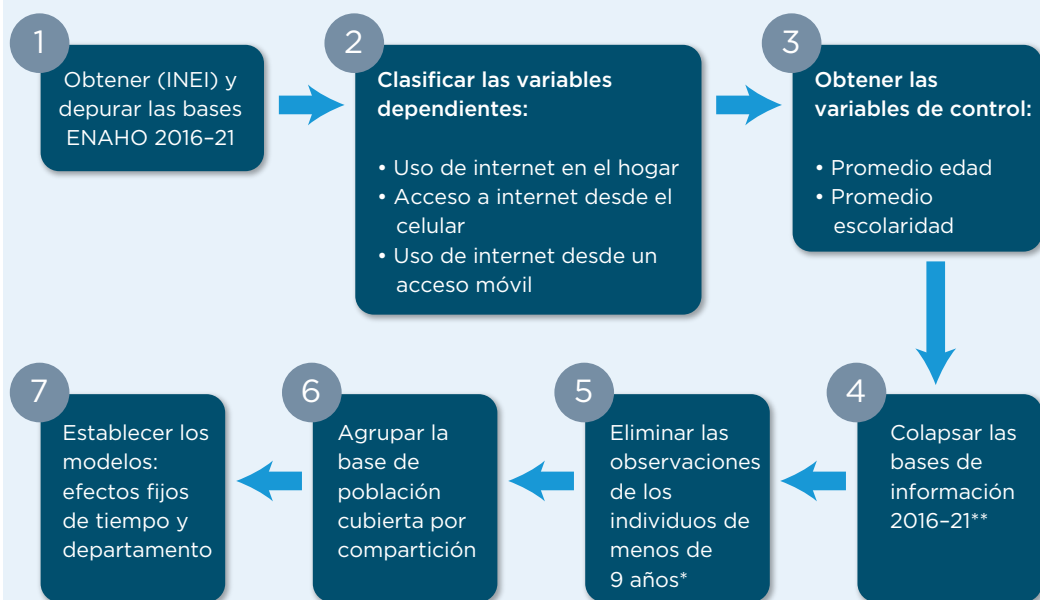 1
Obtener (INEI) y
depurar las bases
ENAHO 2016–21
2
Clasificar las variables
dependientes:
• Uso de internet en el hogar
• Acceso a internet desde el
celular
• Uso de internet desde un
acceso móvil
3
Obtener las
variables de control:
• Promedio edad
• Promedio
escolaridad
4
Colapsar las
bases de
información
2016–21**
5
Eliminar las
observaciones
de los
individuos de
menos de
9 años*
6
Agrupar la
base de
población
cubierta por
compartición
7
Establecer los
modelos:
efectos fijos
de tiempo y
departamento